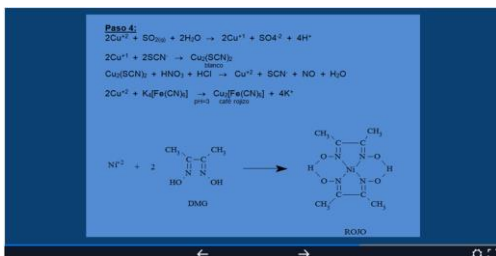 Paso 4:
2Cu⁺² + SO₂₍g₎ + 2H₂O → 2Cu⁺¹ + SO4⁻² + 4H⁺
2Cu⁺¹ + 2SCN⁻ → Cu₂(SCN)₂
blanco
Cu₂(SCN)₂ + HNO₃ + HCl → Cu⁺² + SCN⁻ + NO + H₂O
2Cu⁺² + K₄[Fe(CN)₆] → Cu₂[Fe(CN)₆] + 4K⁺
pH=3 café rojizo
CH₃ CH₃
C C
Ni⁺² + 2
N N
HO OH
DMG
CH₃ CH₃
C C
O N N O
H Ni H
O N N O
C C
CH₃ CH₃
ROJO